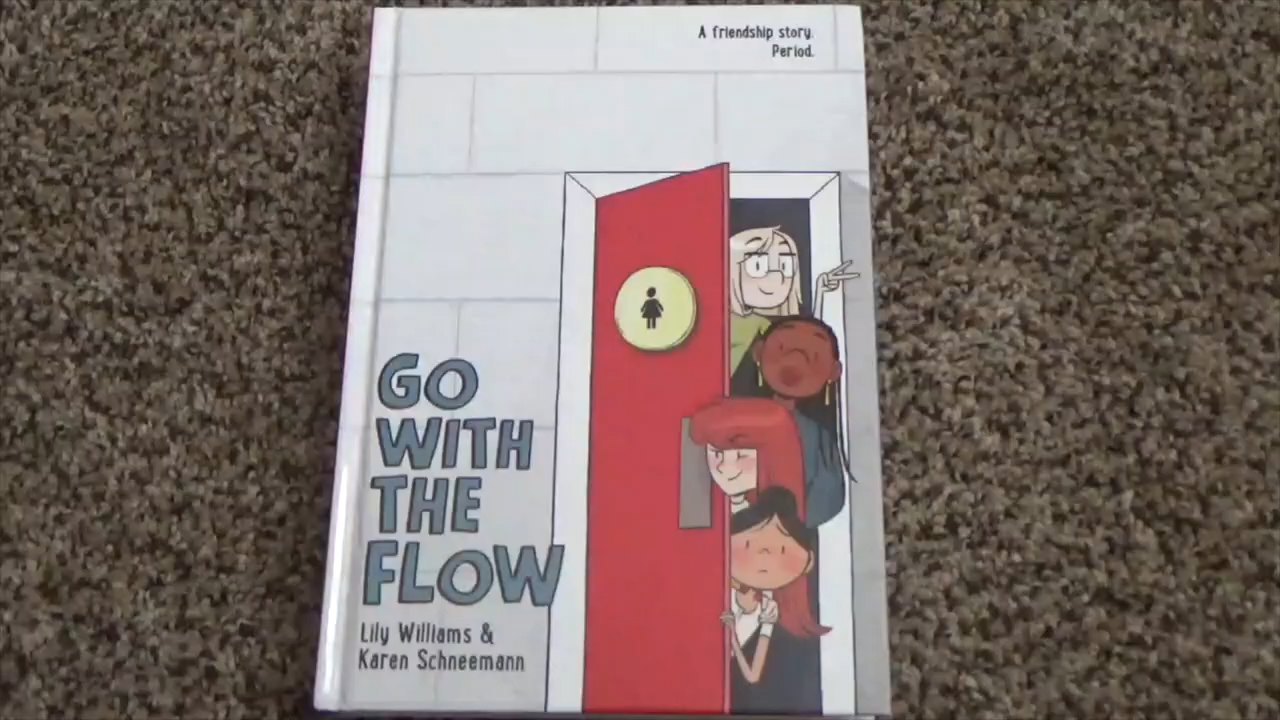 A friendship story.
Period.
GO
WITH
THE
FLOW
Lily Williams &
Karen Schneemann